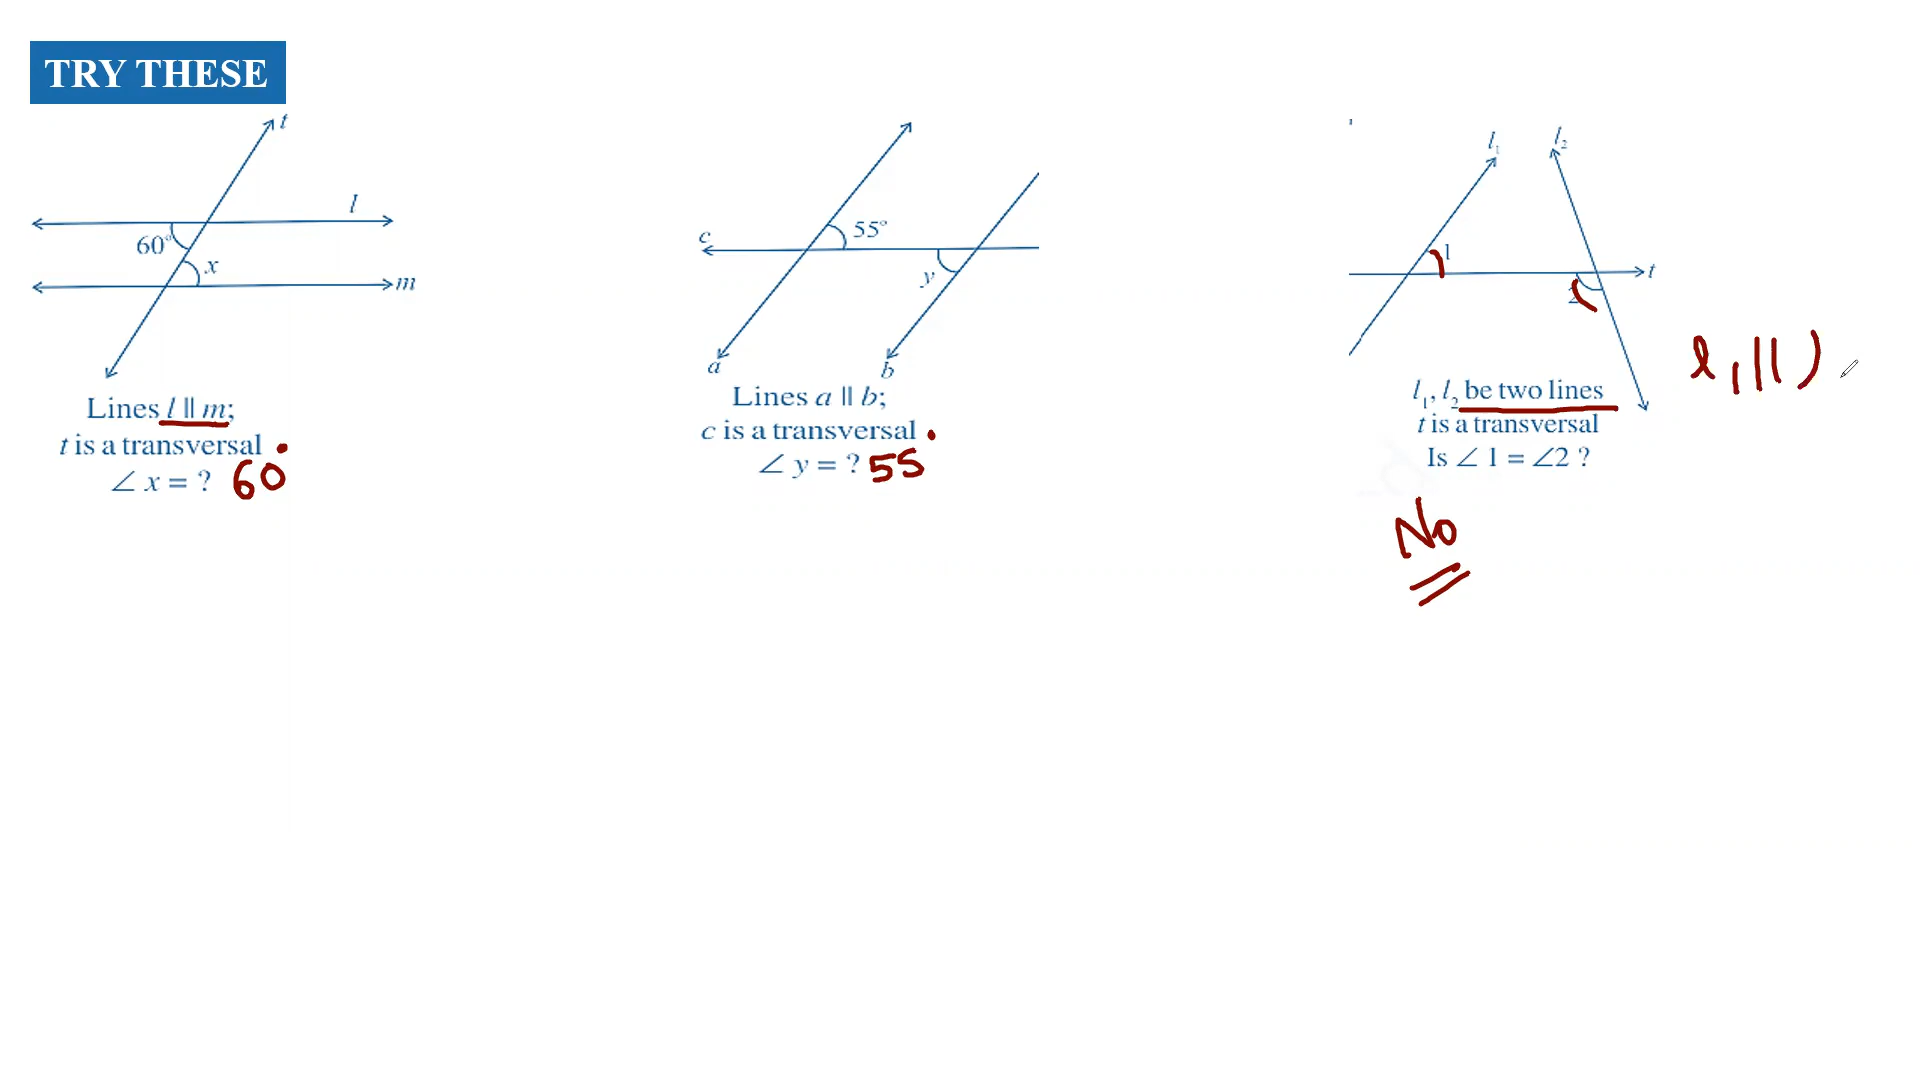 TRY THESE
t
l
60°
x
m
Lines l || m;
t is a transversal
∠ x = ? 60°
c
55°
y
a
b
Lines a || b;
c is a transversal
∠ y = ? 55°
l₁
l₂
1
t
2
l₁, l₂ be two lines
t is a transversal
Is ∠ 1 = ∠2 ?
No
l₁ ||